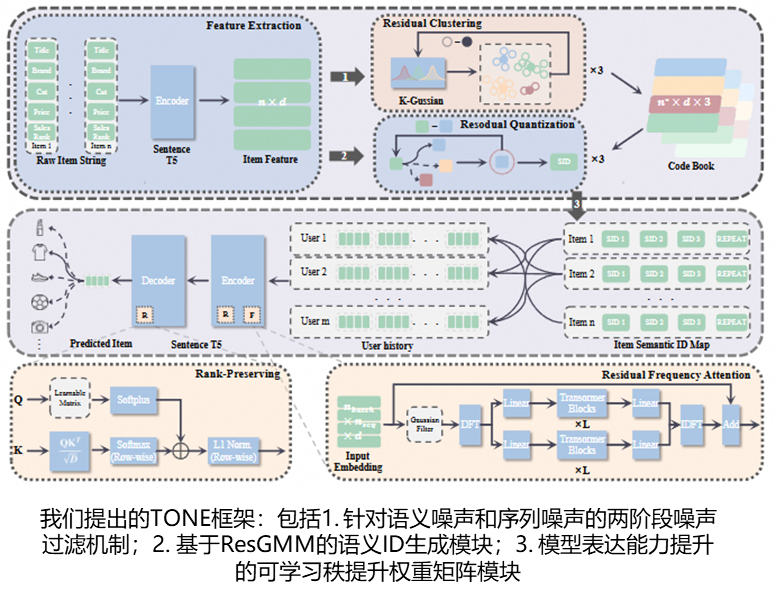 Feature Extraction
Title
Brand
Cat
Price
Sales
Rank
Item 1
Title
Brand
Cat
Price
Sales
Rank
Item n
Raw Item String
Encoder
Sentence
T5
n × d
Item Feature
1
2
Residual Clustering
K-Gussian
×3
Resodual Quantization
SID
×3
n* × d × 3
Code Book
3
Predicted Item
Decoder
R
Encoder
R
F
Sentence T5
User 1
User 2
User m
User history
Item 1
SID 1
SID 2
SID 3
REPEAT
Item 2
SID 1
SID 2
SID 3
REPEAT
Item n
SID 1
SID 2
SID 3
REPEAT
Item Semantic ID Map
Rank-Preserving
Q
Learnable
Matrix
Softplus
K
QKᵀ
√D
Softmax
(Row-wise)
L1 Norm.
(Row-wise)
Residual Frequency Attention
n_batch
× n_seq
× d
Input
Embedding
Gaussian
Filter
DFT
Linear
Transormer
Blocks
Linear
×L
Linear
Transormer
Blocks
Linear
×L
IDFT
Add
我们提出的TONE框架：包括1. 针对语义噪声和序列噪声的两阶段噪声
过滤机制；2. 基于ResGMM的语义ID生成模块；3. 模型表达能力提升
的可学习秩提升权重矩阵模块